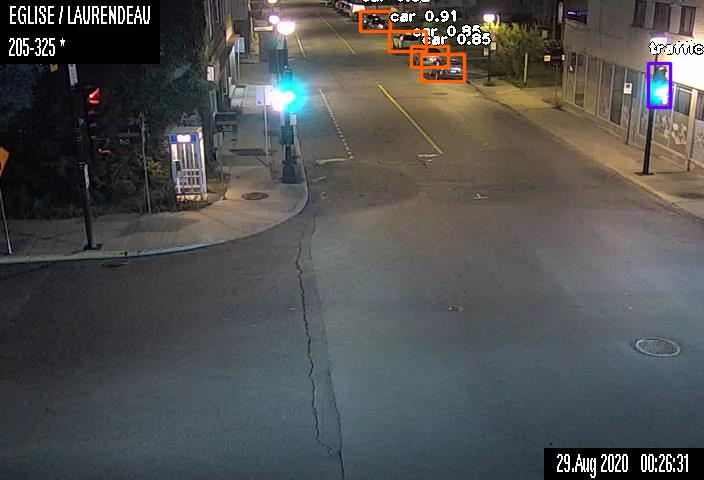 EGLISE / LAURENDEAU
205-325 *
car 0.91
car 0.85
traffic
29.Aug 2020 00:26:31